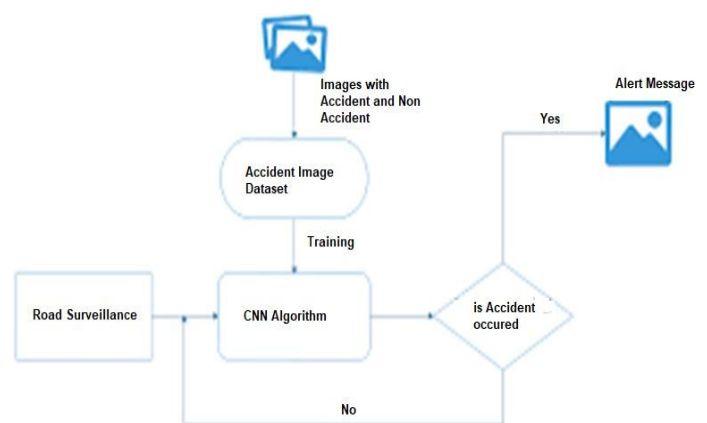 Images with
Accident and Non
Accident
Alert Message
Yes
Accident Image
Dataset
Training
Road Surveillance
CNN Algorithm
is Accident
occured
No